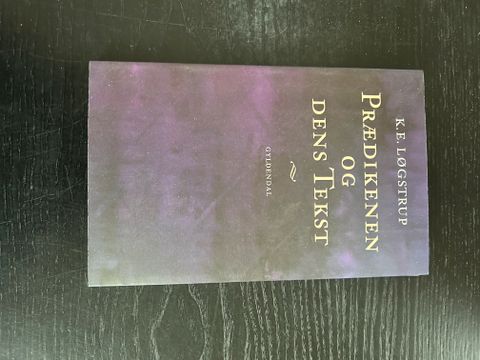 K.E. LØGSTRUP
PRÆDIKENEN
OG
DENS TEKST
GYLDENDAL